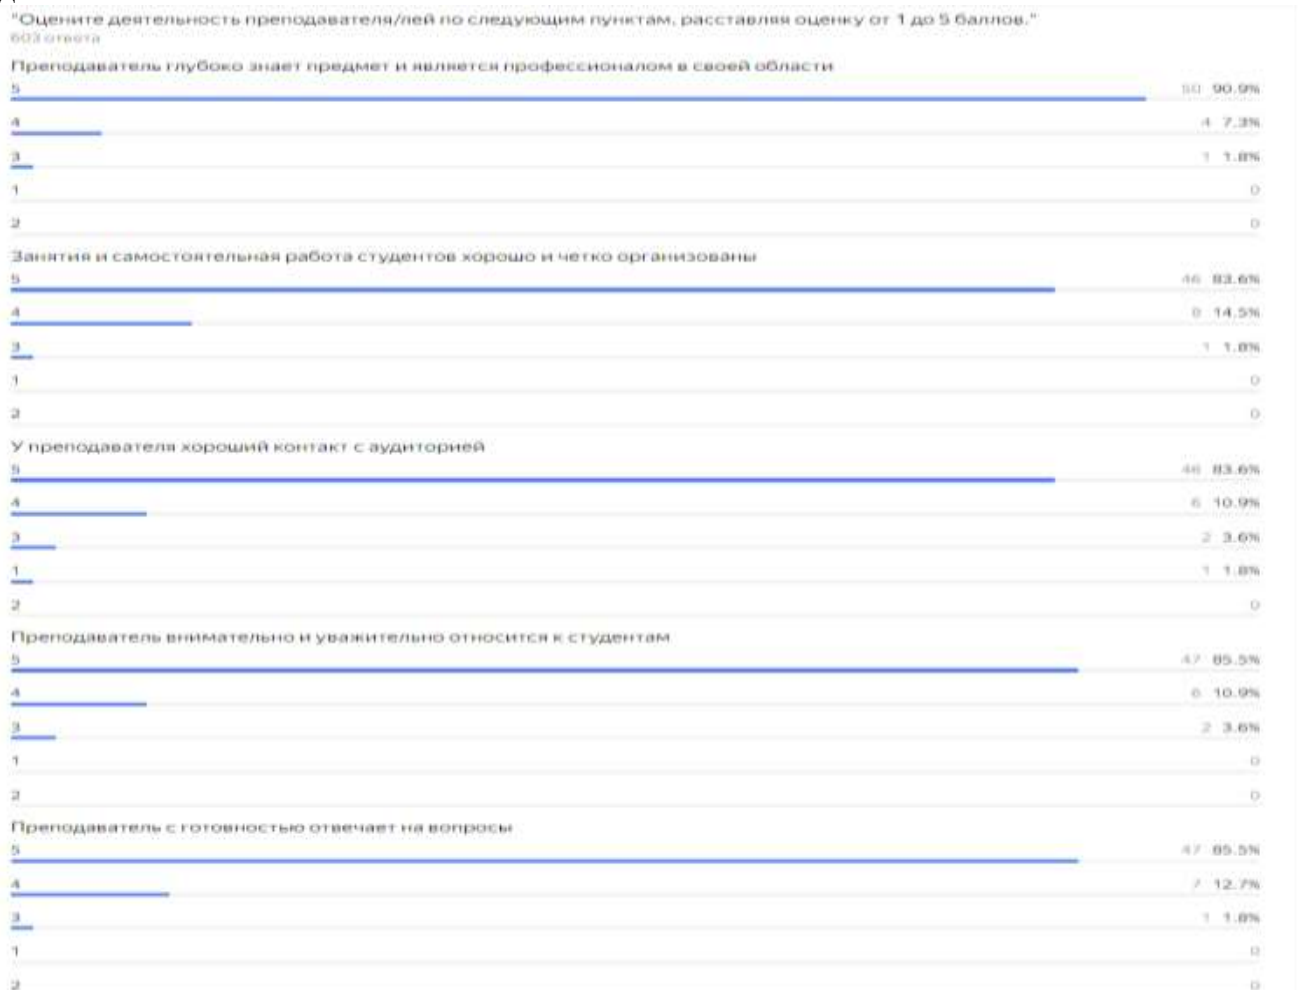 "Оцените деятельность преподавателя/лей по следующим пунктам, расставляя оценку от 1 до 5 баллов."
603 ответа
Преподаватель глубоко знает предмет и является профессионалом в своей области
5 50 90.9%
4 4 7.3%
3 1 1.8%
1 0
2 0
Занятия и самостоятельная работа студентов хорошо и четко организованы
5 46 83.6%
4 8 14.5%
3 1 1.8%
1 0
2 0
У преподавателя хороший контакт с аудиторией
5 46 83.6%
4 6 10.9%
3 2 3.6%
1 1 1.8%
2 0
Преподаватель внимательно и уважительно относится к студентам
5 47 85.5%
4 6 10.9%
3 2 3.6%
1 0
2 0
Преподаватель с готовностью отвечает на вопросы
5 47 85.5%
4 7 12.7%
3 1 1.8%
1 0
2 0